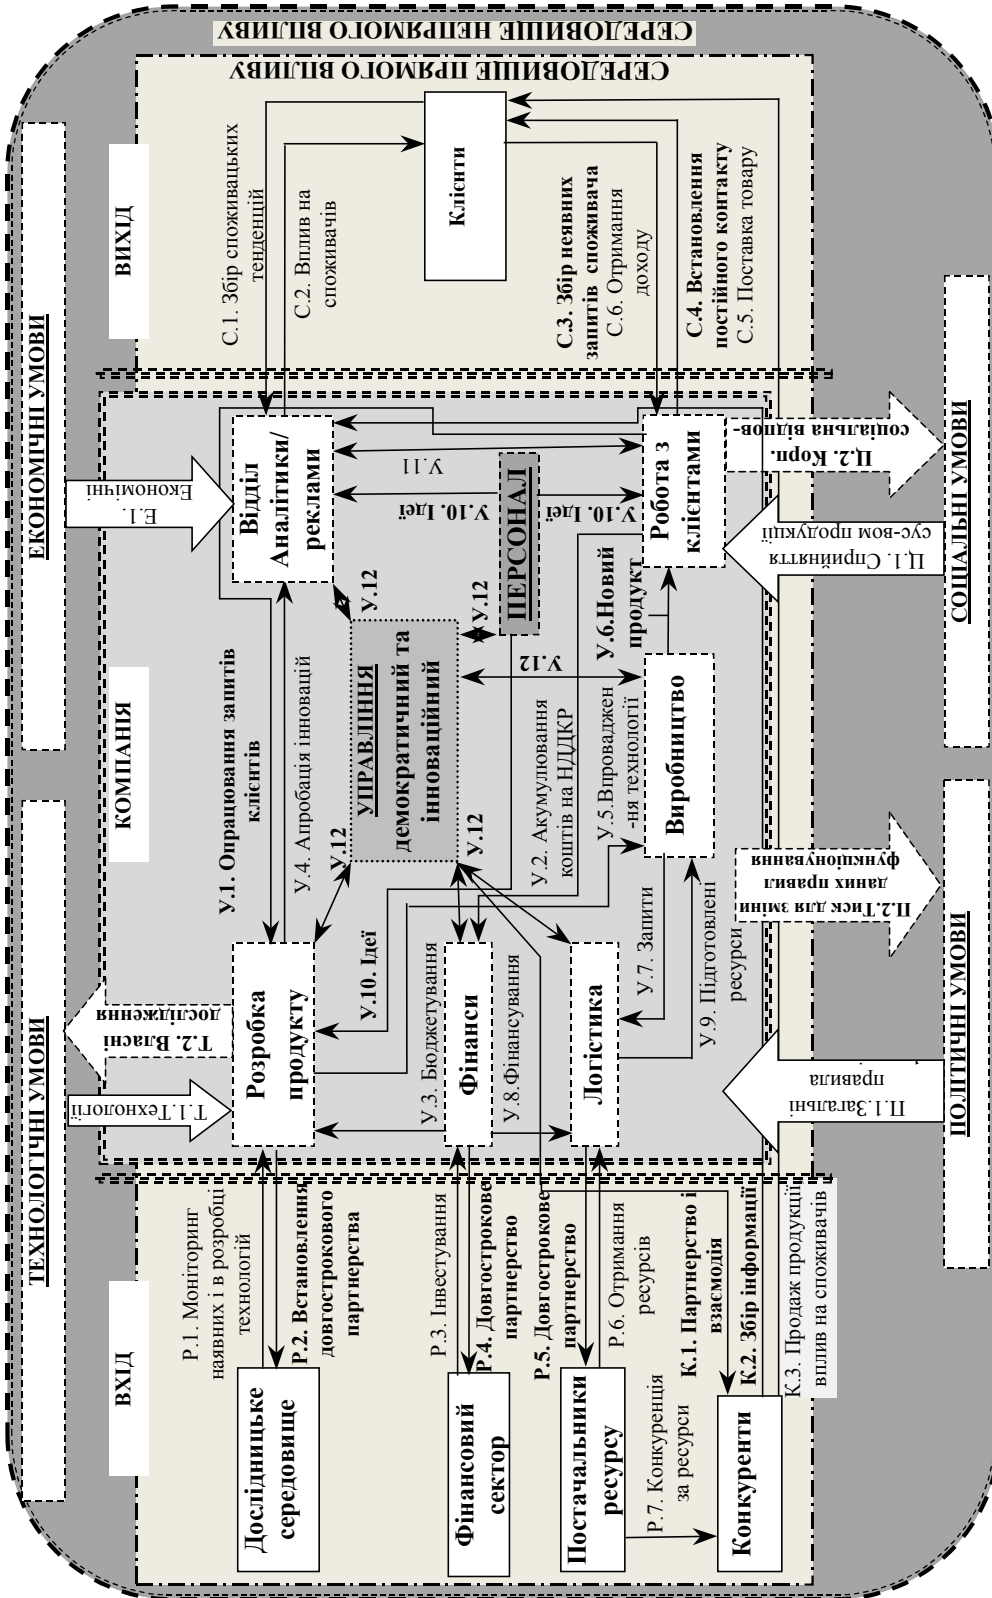 ТЕХНОЛОГІЧНІ УМОВИ
ЕКОНОМІЧНІ УМОВИ
ВХІД
КОМПАНІЯ
ВИХІД
СЕРЕДОВИЩЕ ПРЯМОГО ВПЛИВУ
СЕРЕДОВИЩЕ НЕПРЯМОГО ВПЛИВУ
Т.1.Технології
Т.2. Власні
дослідження
Е.1.
Економічні
Р.1. Моніторинг
наявних і в розробці
технологій
Р.2. Встановлення
довгострокового
партнерства
Дослідницьке
середовище
Розробка
продукту
У.1. Опрацювання запитів
клієнтів
У.4. Апробація інновацій
Відділ
Аналітики/
реклами
С.1. Збір споживацьких
тенденцій
С.2. Вплив на
споживачів
Клієнти
У.12
У.12
УПРАВЛІННЯ
демократичний та
інноваційний
У.10. Ідеї
У.12
У.12
У.12
У.10. Ідеї
У.11
ПЕРСОНАЛ
У.10. Ідеї
Р.3. Інвестування
Р.4. Довгострокове
партнерство
Фінансовий
сектор
У.3. Бюджетування
Фінанси
У.8.Фінансування
У.2. Акумулювання
коштів на НДДКР
Р.5. Довгострокове
партнерство
Р.6. Отримання
ресурсів
Постачальники
ресурсу
Логістика
У.5.Впроваджен
-ня технології
У.6.Новий
продукт
У.7. Запити
У.9. Підготовлені
ресурси
Виробництво
Робота з
клієнтами
С.3. Збір неявних
запитів споживача
С.6. Отримання
доходу
С.4. Встановлення
постійного контакту
С.5. Поставка товару
Р.7. Конкуренція
за ресурси
Конкуренти
К.1. Партнерство і
взаємодія
К.2. Збір інформації
К.3. Продаж продукції
вплив на споживачів
П.1.Загальні
правила
П.2.Тиск для зміни
даних правил
функціонування
Ц.1. Сприйняття
сус-вом продукції
Ц.2. Корп.
соціальна відпов-
ПОЛІТИЧНІ УМОВИ
СОЦІАЛЬНІ УМОВИ